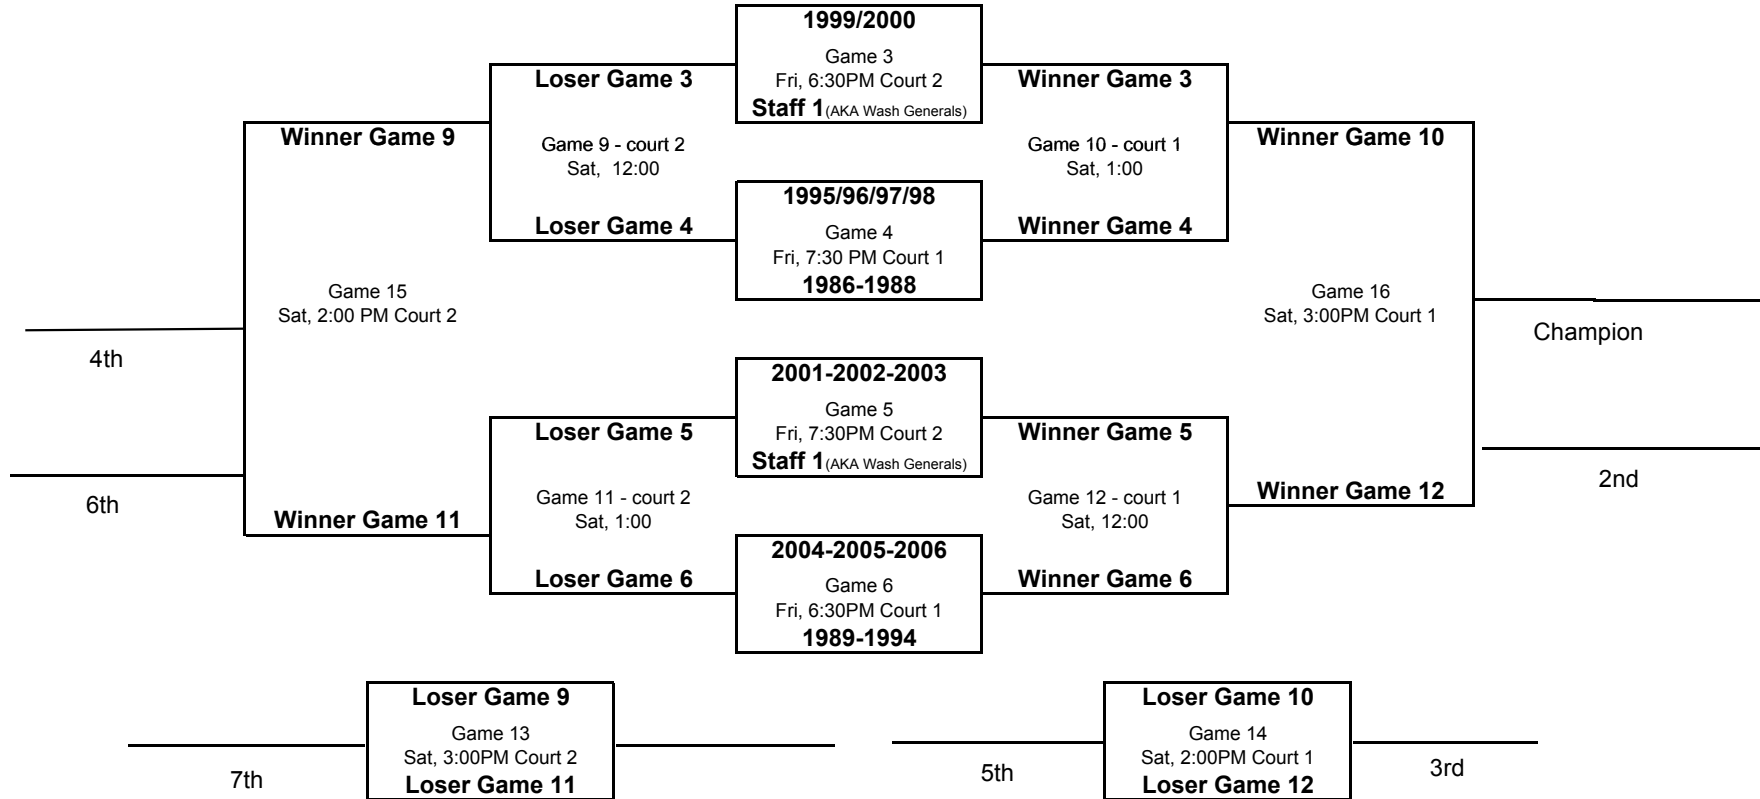 1999/2000
Game 3
Fri, 6:30PM Court 2
Staff 1(AKA Wash Generals)
Loser Game 3
Winner Game 3
Winner Game 9
Game 9 - court 2
Sat, 12:00
Game 10 - court 1
Sat, 1:00
Winner Game 10
1995/96/97/98
Game 4
Fri, 7:30 PM Court 1
1986-1988
Loser Game 4
Winner Game 4
Game 15
Sat, 2:00 PM Court 2
Game 16
Sat, 3:00PM Court 1
4th
Champion
2001-2002-2003
Game 5
Fri, 7:30PM Court 2
Staff 1(AKA Wash Generals)
Loser Game 5
Winner Game 5
6th
2nd
Winner Game 11
Game 11 - court 2
Sat, 1:00
Game 12 - court 1
Sat, 12:00
Winner Game 12
2004-2005-2006
Game 6
Fri, 6:30PM Court 1
1989-1994
Loser Game 6
Winner Game 6
Loser Game 9
Game 13
Sat, 3:00PM Court 2
Loser Game 11
7th
Loser Game 10
Game 14
Sat, 2:00PM Court 1
Loser Game 12
5th
3rd